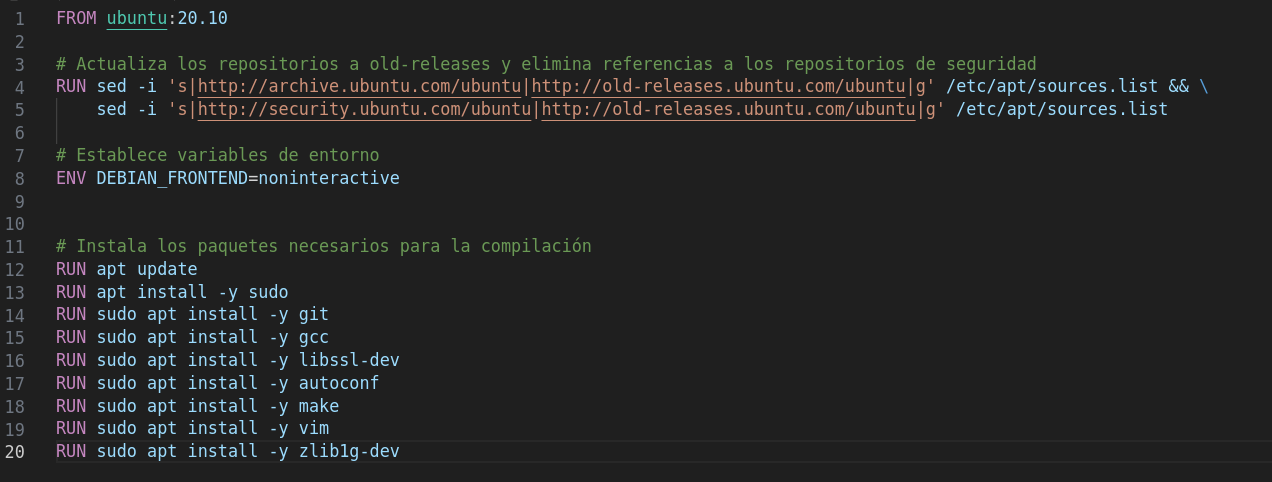 1 FROM ubuntu:20.10
2
3 # Actualiza los repositorios a old-releases y elimina referencias a los repositorios de seguridad
4 RUN sed -i 's|http://archive.ubuntu.com/ubuntu|http://old-releases.ubuntu.com/ubuntu|g' /etc/apt/sources.list && \
5     sed -i 's|http://security.ubuntu.com/ubuntu|http://old-releases.ubuntu.com/ubuntu|g' /etc/apt/sources.list
6
7 # Establece variables de entorno
8 ENV DEBIAN_FRONTEND=noninteractive
9
10
11 # Instala los paquetes necesarios para la compilación
12 RUN apt update
13 RUN apt install -y sudo
14 RUN sudo apt install -y git
15 RUN sudo apt install -y gcc
16 RUN sudo apt install -y libssl-dev
17 RUN sudo apt install -y autoconf
18 RUN sudo apt install -y make
19 RUN sudo apt install -y vim
20 RUN sudo apt install -y zlib1g-dev